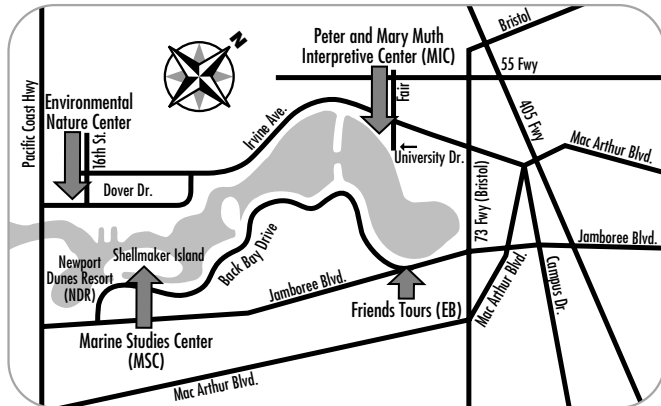 N
Peter and Mary Muth
Interpretive Center (MIC)
Bristol
55 Fwy
Pacific Coast Hwy
Environmental
Nature Center
16th St.
Irvine Ave.
Fair
405 Fwy
Mac Arthur Blvd.
University Dr.
Dover Dr.
73 Fwy (Bristol)
Newport
Dunes Resort
(NDR)
Shellmaker Island
Back Bay Drive
Jamboree Blvd.
Jamboree Blvd.
Mac Arthur Blvd.
Campus Dr.
Friends Tours (EB)
Marine Studies Center
(MSC)
Mac Arthur Blvd.